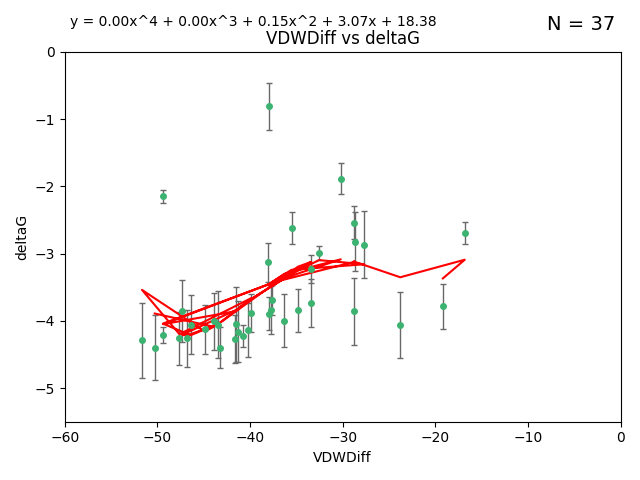 y = 0.00x^4 + 0.00x^3 + 0.15x^2 + 3.07x + 18.38
N = 37
VDWDiff vs deltaG
0
−1
−2
−3
−4
−5
deltaG
−60 −50 −40 −30 −20 −10 0
VDWDiff